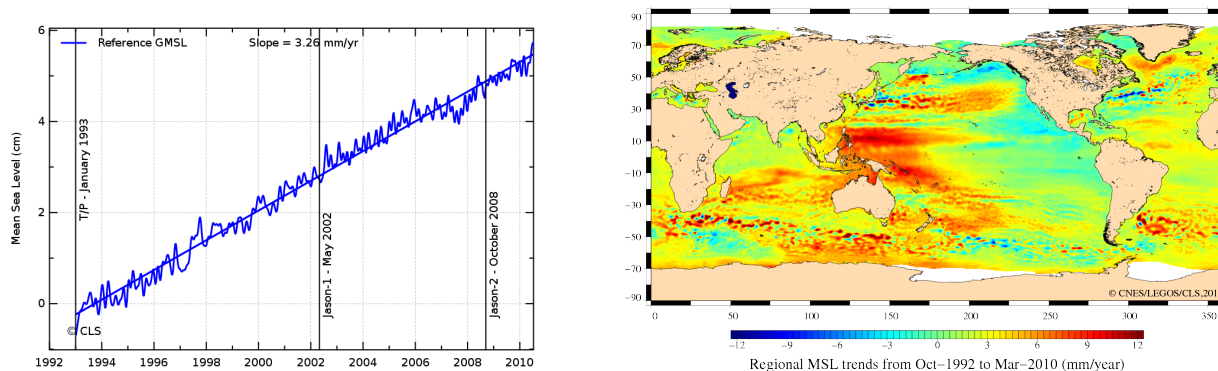 6
Reference GMSL
Slope = 3.26 mm/yr
4
2
0
Mean Sea Level (cm)
T/P - January 1993
Jason-1 - May 2002
Jason-2 - October 2008
© CLS
1992 1994 1996 1998 2000 2002 2004 2006 2008 2010
90
70
50
30
10
−10
−30
−50
−70
−90
© CNES/LEGOS/CLS,201
0 50 100 150 200 250 300 350
−12 −9 −6 −3 0 3 6 9 12
Regional MSL trends from Oct−1992 to Mar−2010 (mm/year)